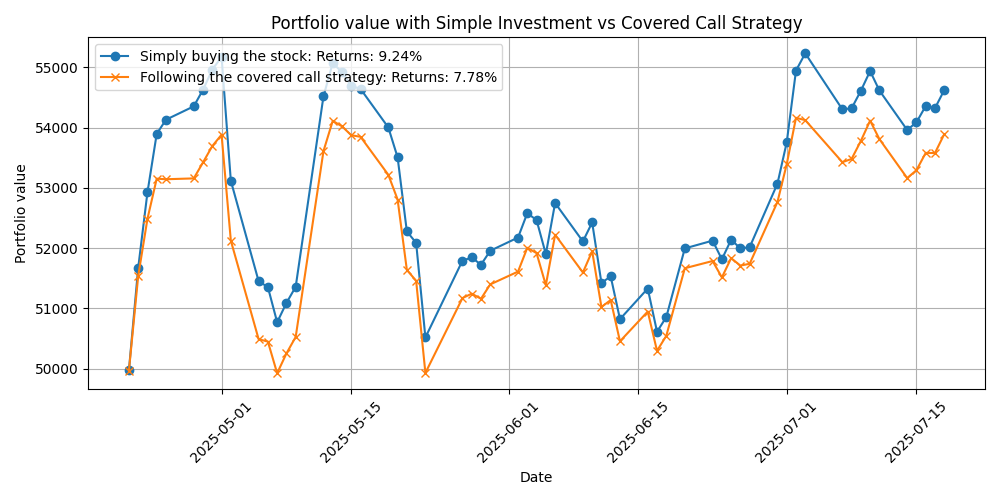 Portfolio value with Simple Investment vs Covered Call Strategy
Simply buying the stock: Returns: 9.24%
Following the covered call strategy: Returns: 7.78%
Portfolio value
55000
54000
53000
52000
51000
50000
2025-05-01
2025-05-15
2025-06-01
2025-06-15
2025-07-01
2025-07-15
Date